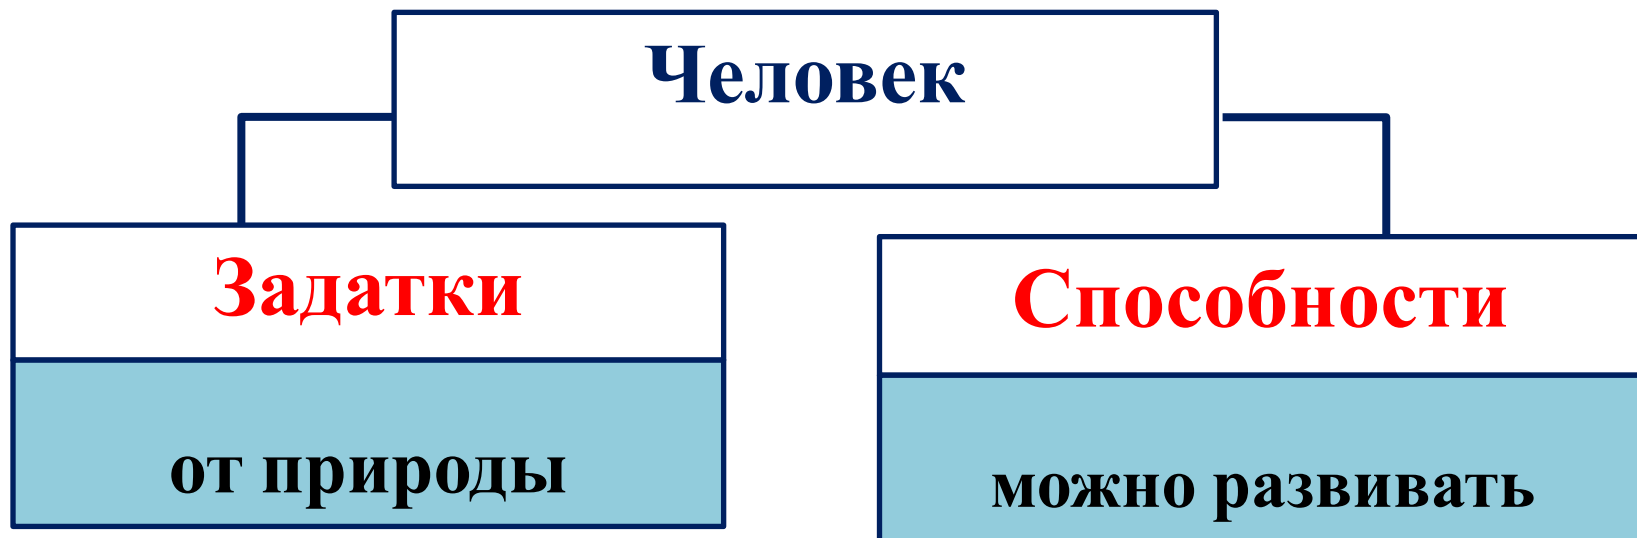 Человек
Задатки
Способности
от природы
можно развивать